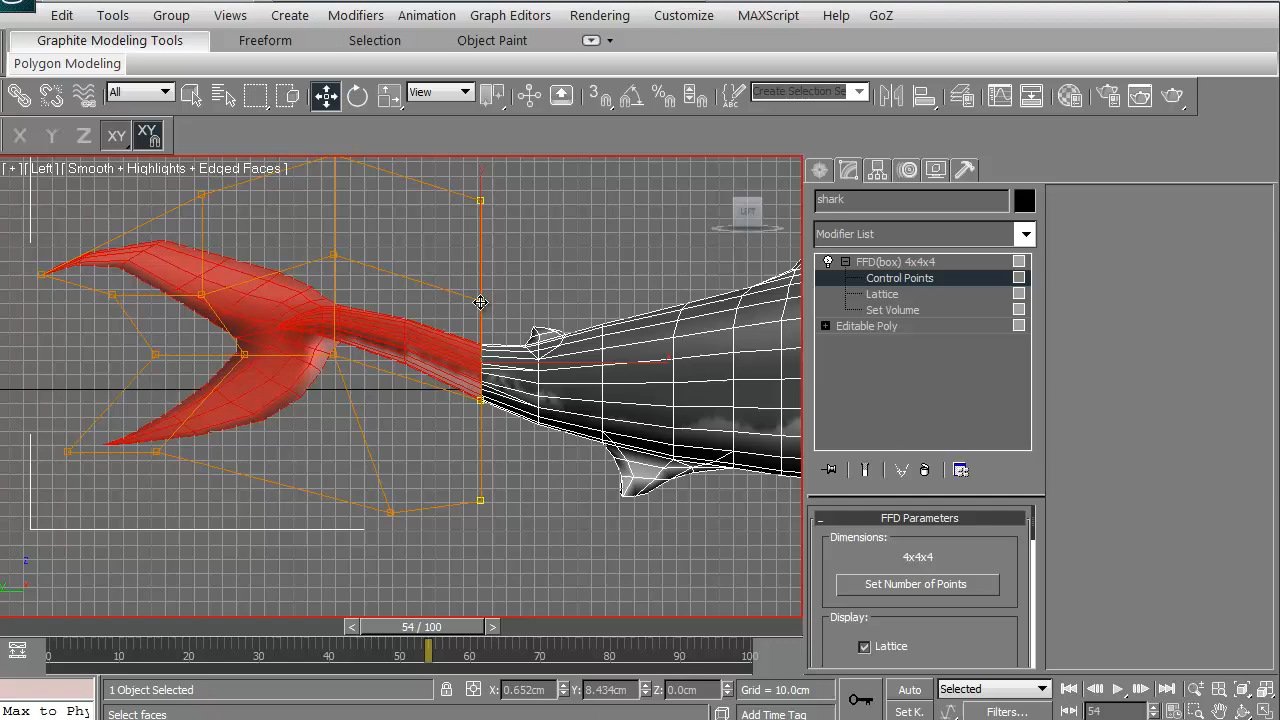 Edit Tools Group Views Create Modifiers Animation Graph Editors Rendering Customize MAXScript Help GoZ
Graphite Modeling Tools Freeform Selection Object Paint
Polygon Modeling
All View Create Selection Se
X Y Z XY XY
[ + ][ Left ][ Smooth + Highlights + Edged Faces ]
LEFT
shark
Modifier List
FFD(box) 4x4x4
Control Points
Lattice
Set Volume
Editable Poly
FFD Parameters
Dimensions:
4x4x4
Set Number of Points
Display:
Lattice
< 54 / 100 >
0 10 20 30 40 50 60 70 80 90 100
1 Object Selected X: 0.652cm Y: 8.434cm Z: 0.0cm Grid = 10.0cm Auto Selected
Max to Phy Select faces Add Time Tag Set K. Filters... 54